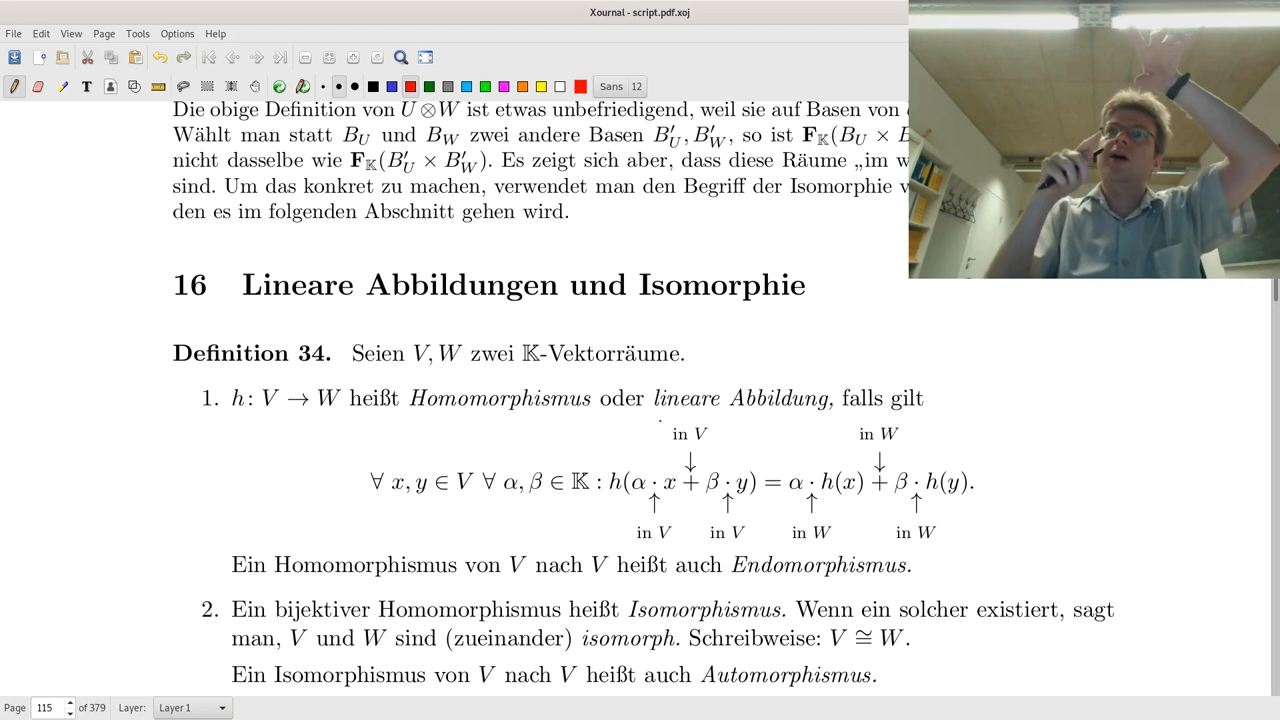 Xournal - script.pdf.xoj
File Edit View Page Tools Options Help
Sans 12
Die obige Definition von U ⊗ W ist etwas unbefriedigend, weil sie auf Basen von
Wählt man statt B_U und B_W zwei andere Basen B′_U, B′_W, so ist F_𝕂(B_U × B
nicht dasselbe wie F_𝕂(B′_U × B′_W). Es zeigt sich aber, dass diese Räume „im w
sind. Um das konkret zu machen, verwendet man den Begriff der Isomorphie v
den es im folgenden Abschnitt gehen wird.
16 Lineare Abbildungen und Isomorphie
Definition 34. Seien V, W zwei 𝕂-Vektorräume.
1. h: V → W heißt Homomorphismus oder lineare Abbildung, falls gilt
in V in W
↓ ↓
∀ x, y ∈ V ∀ α, β ∈ 𝕂 : h(α · x + β · y) = α · h(x) + β · h(y).
↑ ↑ ↑ ↑
in V in V in W in W
Ein Homomorphismus von V nach V heißt auch Endomorphismus.
2. Ein bijektiver Homomorphismus heißt Isomorphismus. Wenn ein solcher existiert, sagt
man, V und W sind (zueinander) isomorph. Schreibweise: V ≅ W.
Ein Isomorphismus von V nach V heißt auch Automorphismus.
Page 115 of 379 Layer: Layer 1